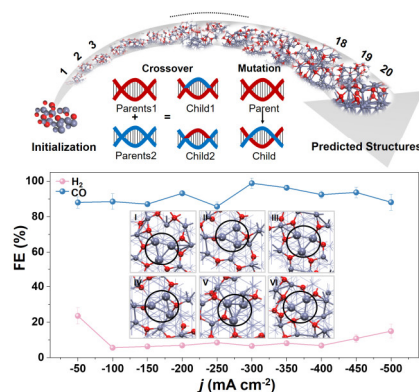 1 2 3
18 19 20
Crossover
Mutation
Parents1 Child1 Parent
+ =
Parents2 Child2 Child
Initialization
Predicted Structures
H₂
CO
FE (%)
100
80
60
40
20
0
I II III
IV V VI
-50 -100 -150 -200 -250 -300 -350 -400 -450 -500
j (mA cm⁻²)